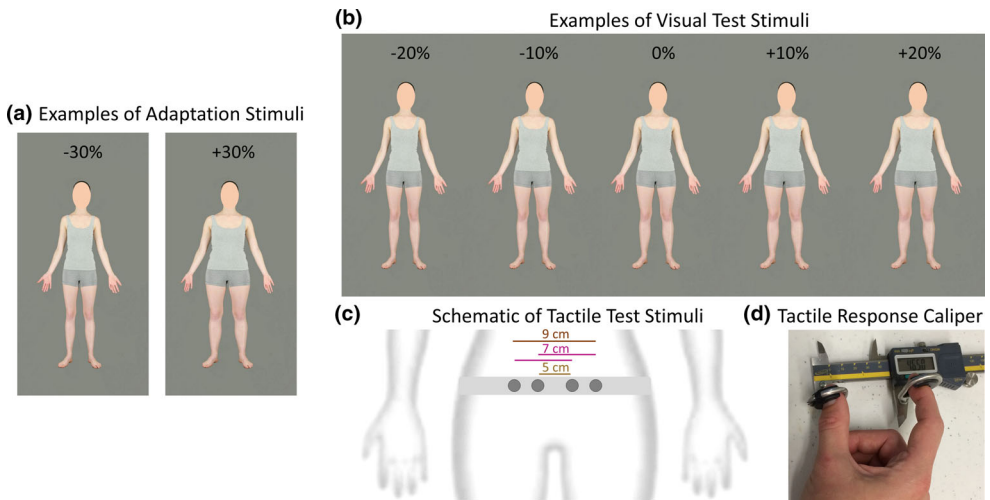 (a) Examples of Adaptation Stimuli
-30%
+30%
(b) Examples of Visual Test Stimuli
-20% -10% 0% +10% +20%
(c) Schematic of Tactile Test Stimuli
9 cm
7 cm
5 cm
(d) Tactile Response Caliper